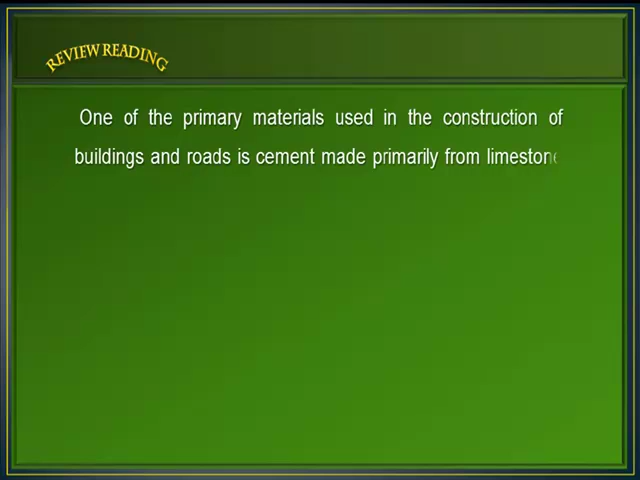 REVIEW READING
One of the primary materials used in the construction of
buildings and roads is cement made primarily from limestone